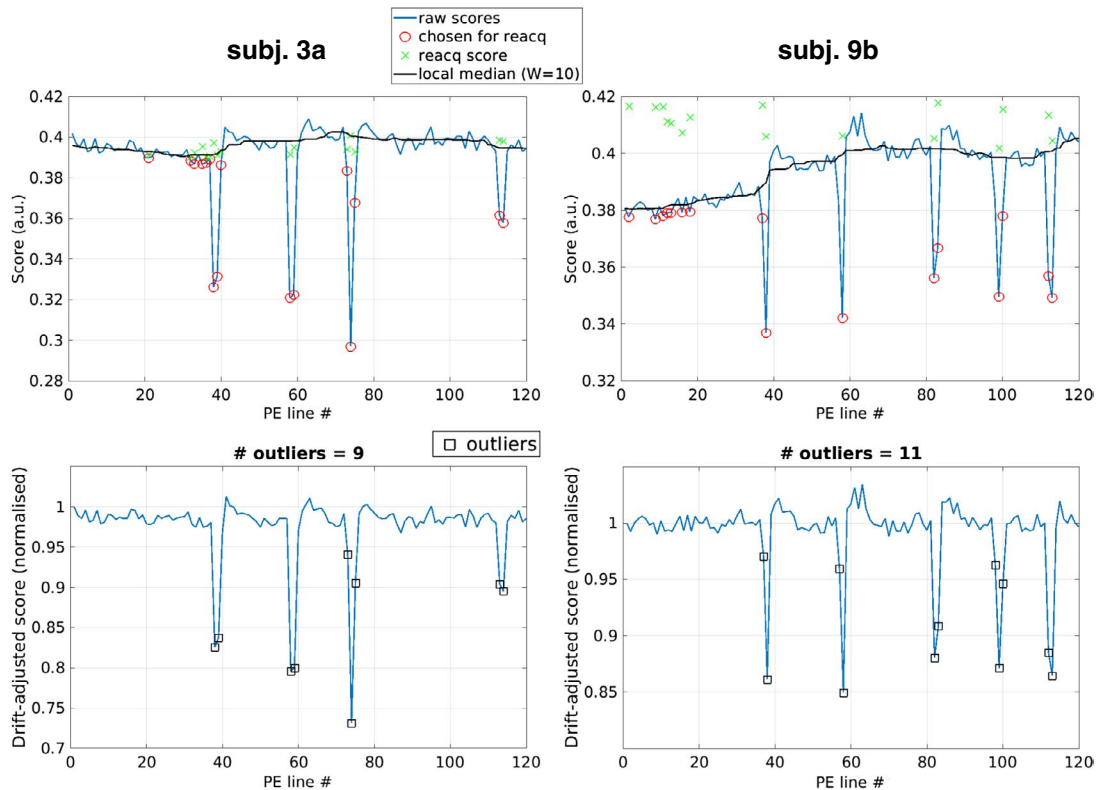 subj. 3a
raw scores
chosen for reacq
reacq score
local median (W=10)
subj. 9b
0.42
0.4
0.38
0.36
0.34
0.32
0.3
0.28
Score (a.u.)
0 20 40 60 80 100 120
PE line #
0.42
0.4
0.38
0.36
0.34
0.32
Score (a.u.)
0 20 40 60 80 100 120
PE line #
# outliers = 9
outliers
# outliers = 11
1
0.95
0.9
0.85
0.8
0.75
0.7
Drift-adjusted score (normalised)
0 20 40 60 80 100 120
PE line #
1
0.95
0.9
0.85
Drift-adjusted score (normalised)
0 20 40 60 80 100 120
PE line #